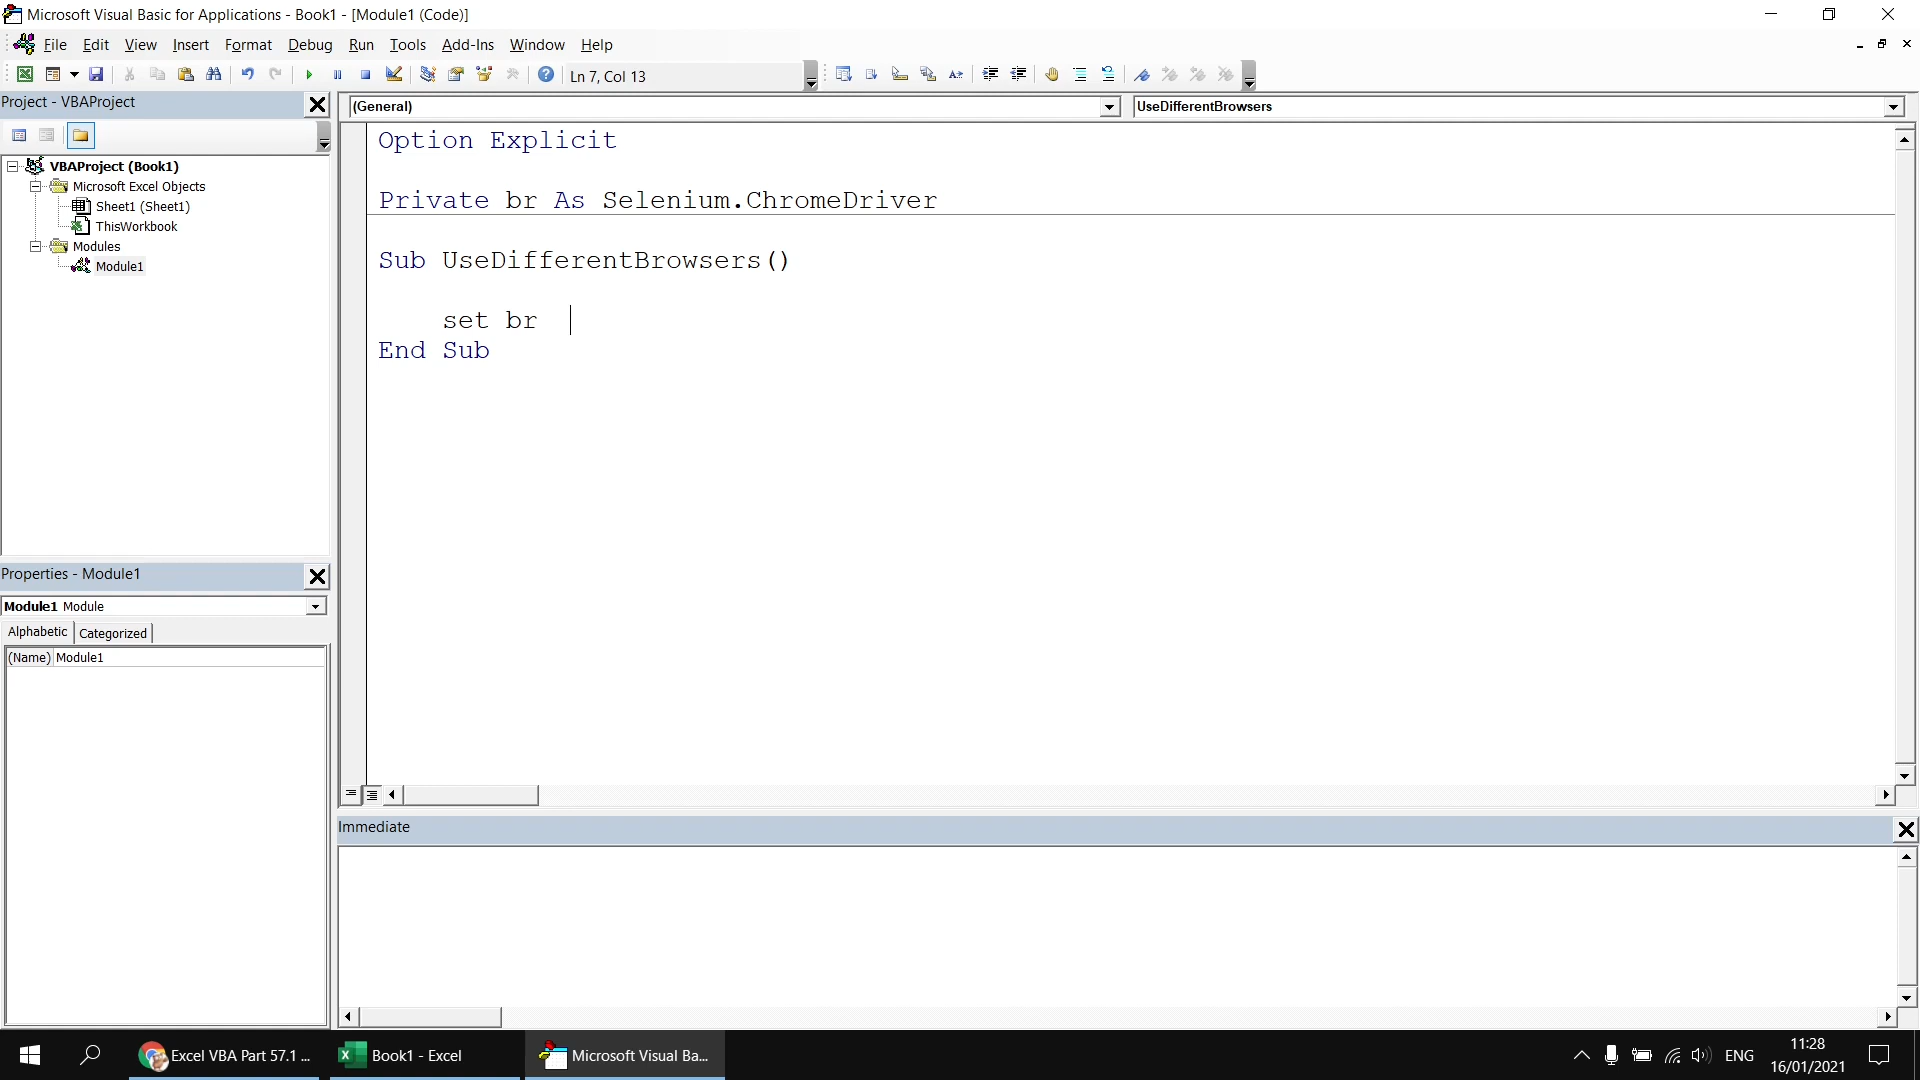 Microsoft Visual Basic for Applications - Book1 - [Module1 (Code)]
File Edit View Insert Format Debug Run Tools Add-Ins Window Help
Ln 7, Col 13
Project - VBAProject
VBAProject (Book1)
Microsoft Excel Objects
Sheet1 (Sheet1)
ThisWorkbook
Modules
Module1
Properties - Module1
Module1 Module
Alphabetic Categorized
(Name) Module1
(General) UseDifferentBrowsers
Option Explicit
Private br As Selenium.ChromeDriver
Sub UseDifferentBrowsers()
set br
End Sub
Immediate
Excel VBA Part 57.1 ... Book1 - Excel Microsoft Visual Ba... ENG 11:28
16/01/2021